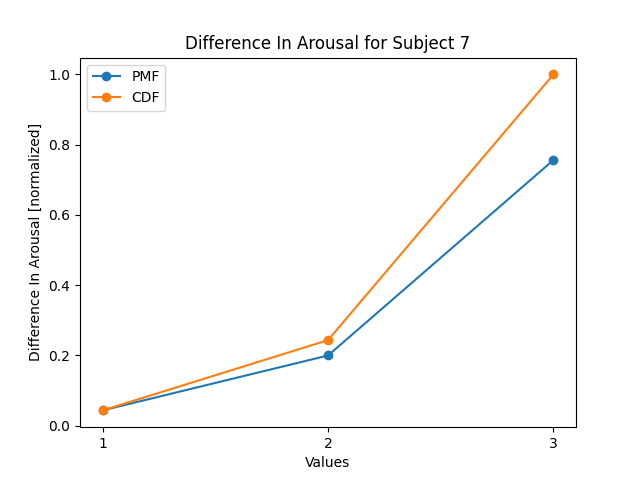 Difference In Arousal for Subject 7
PMF
CDF
1.0
0.8
0.6
0.4
0.2
0.0
Difference In Arousal [normalized]
1 2 3
Values